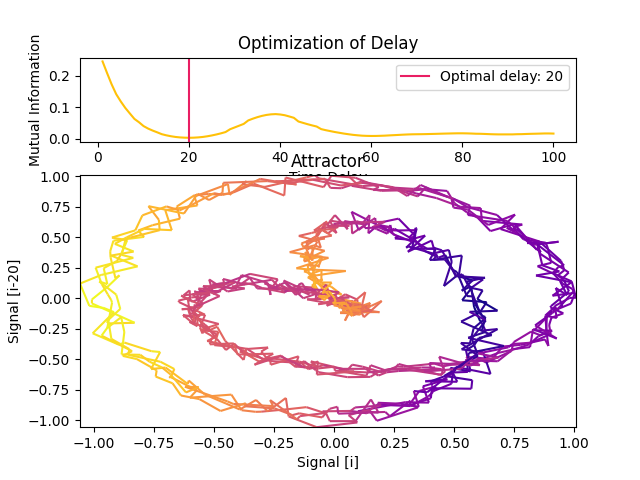 Optimization of Delay
Mutual Information
0.2
0.1
0.0
Optimal delay: 20
0 20 40 60 80 100
Attractor
Signal [i-20]
1.00
0.75
0.50
0.25
0.00
−0.25
−0.50
−0.75
−1.00
−1.00 −0.75 −0.50 −0.25 0.00 0.25 0.50 0.75 1.00
Signal [i]